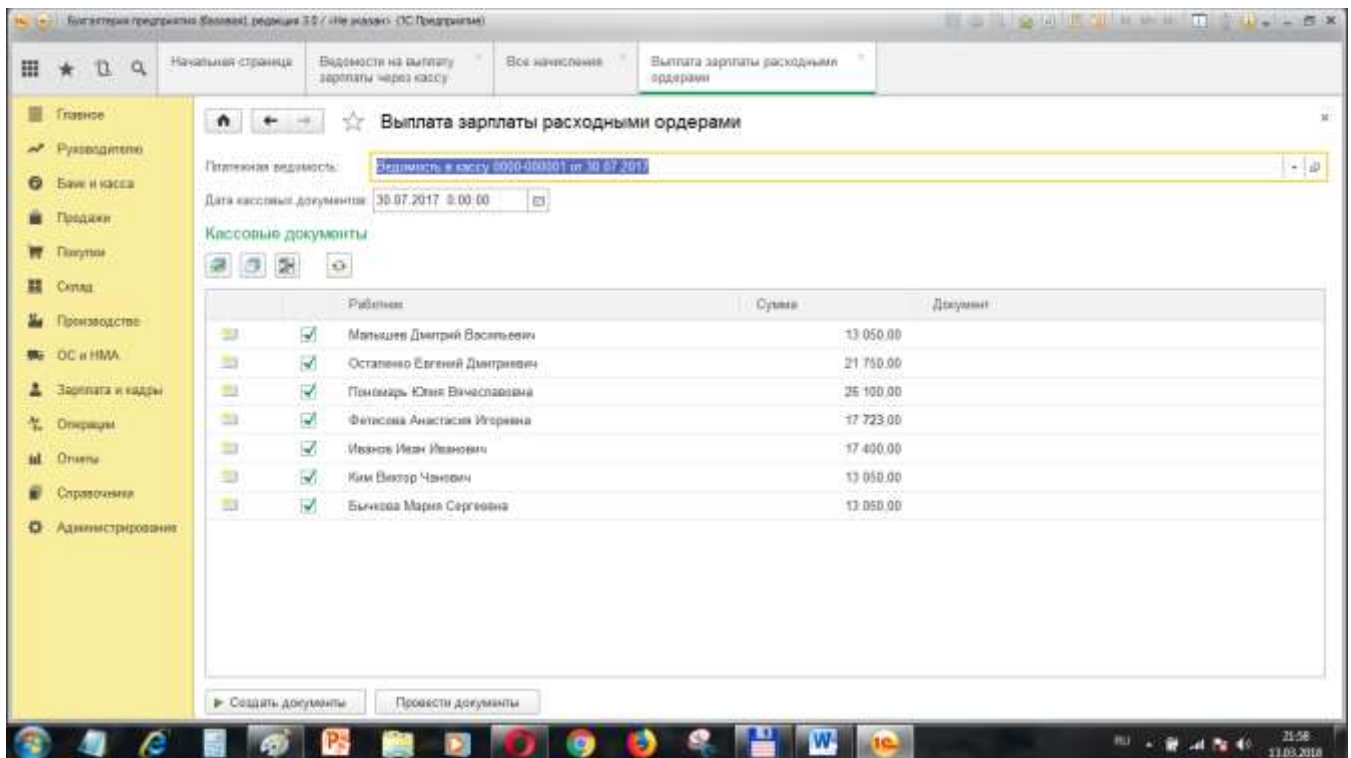 Бухгалтерия предприятия (базовая), редакция 3.0 / <Не указан> (1С:Предприятие)
Начальная страница
Ведомости на выплату зарплаты через кассу
Все начисления
Выплата зарплаты расходными ордерами
Главное
Руководителю
Банк и касса
Продажи
Покупки
Склад
Производство
ОС и НМА
Зарплата и кадры
Операции
Отчеты
Справочники
Администрирование
Выплата зарплаты расходными ордерами
Платежная ведомость: Ведомость в кассу 0000-000001 от 30.07.2017
Дата кассовых документов: 30.07.2017 0:00:00
Кассовые документы
Работник Сумма Документ
Малышев Дмитрий Васильевич 13 050,00
Остапенко Евгений Дмитриевич 21 750,00
Пономарь Юлия Вячеславовна 26 100,00
Фетисова Анастасия Игоревна 17 723,00
Иванов Иван Иванович 17 400,00
Ким Виктор Чанович 13 050,00
Бычкова Мария Сергеевна 13 050,00
Создать документы
Провести документы
RU
21:58
13.03.2018